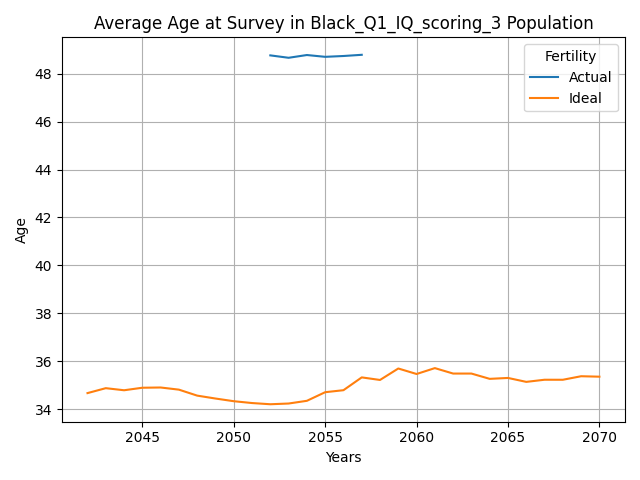 Average Age at Survey in Black_Q1_IQ_scoring_3 Population
Fertility
Actual
Ideal
48
46
44
42
40
38
36
34
Age
2045 2050 2055 2060 2065 2070
Years